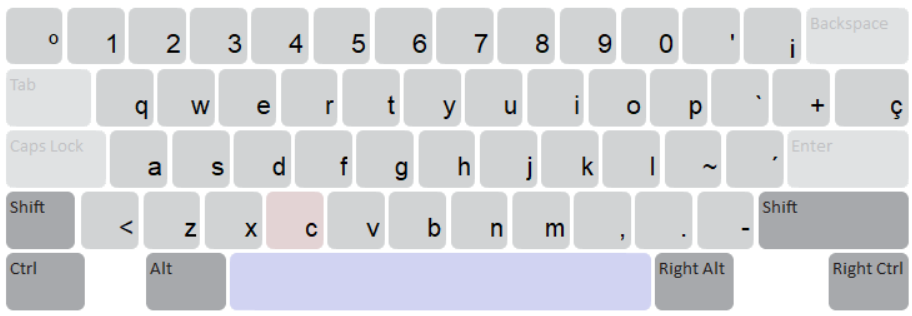 º 1 2 3 4 5 6 7 8 9 0 ' ¡ Backspace
Tab q w e r t y u i o p ` + ç
Caps Lock a s d f g h j k l ~ ´ Enter
Shift < z x c v b n m , . - Shift
Ctrl Alt Right Alt Right Ctrl